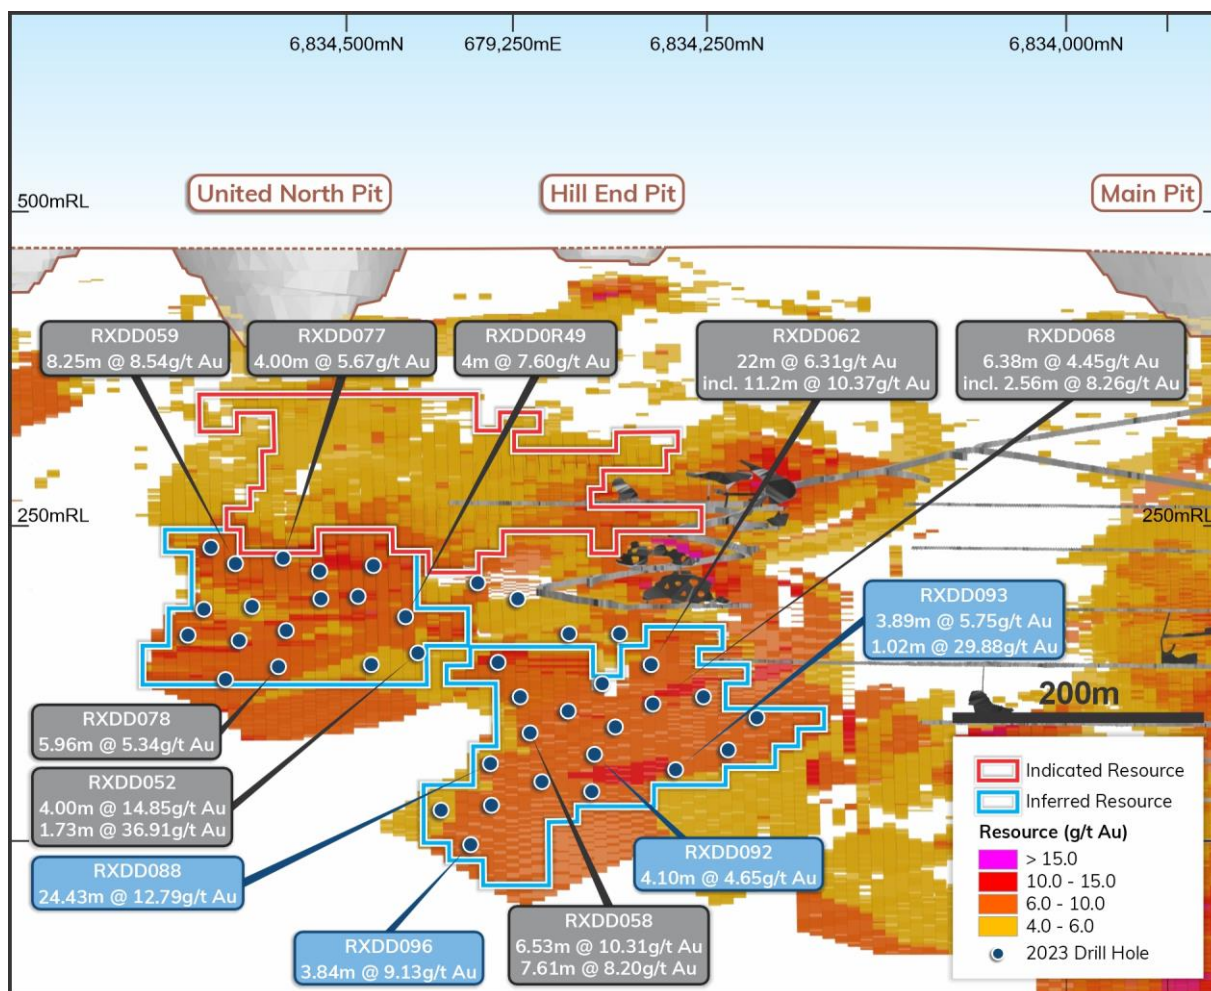 6,834,500mN
679,250mE
6,834,250mN
6,834,000mN
500mRL
United North Pit
Hill End Pit
Main Pit
RXDD059
8.25m @ 8.54g/t Au
RXDD077
4.00m @ 5.67g/t Au
RXDD0R49
4m @ 7.60g/t Au
RXDD062
22m @ 6.31g/t Au
incl. 11.2m @ 10.37g/t Au
RXDD068
6.38m @ 4.45g/t Au
incl. 2.56m @ 8.26g/t Au
250mRL
250mRL
RXDD093
3.89m @ 5.75g/t Au
1.02m @ 29.88g/t Au
200m
RXDD078
5.96m @ 5.34g/t Au
RXDD052
4.00m @ 14.85g/t Au
1.73m @ 36.91g/t Au
RXDD088
24.43m @ 12.79g/t Au
RXDD096
3.84m @ 9.13g/t Au
RXDD058
6.53m @ 10.31g/t Au
7.61m @ 8.20g/t Au
RXDD092
4.10m @ 4.65g/t Au
Indicated Resource
Inferred Resource
Resource (g/t Au)
> 15.0
10.0 - 15.0
6.0 - 10.0
4.0 - 6.0
2023 Drill Hole